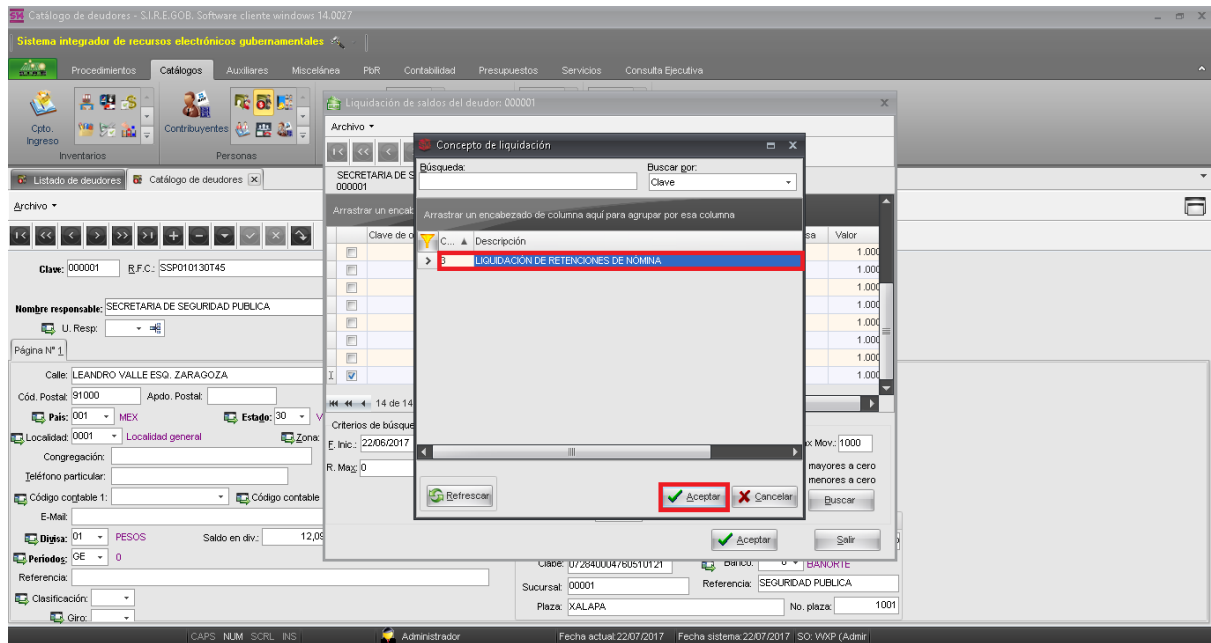 Catálogo de deudores - S.I.R.E.GOB. Software cliente windows 14.0027
Sistema integrador de recursos electrónicos gubernamentales
Procedimientos Catálogos Auxiliares Miscelánea PbR Contabilidad Presupuestos Servicios Consulta Ejecutiva
Cpto. Ingreso
Contribuyentes
Inventarios
Personas
Listado de deudores
Catálogo de deudores
Archivo
Clave: 000001 R.F.C.: SSP010130T45
Nombre responsable: SECRETARIA DE SEGURIDAD PUBLICA
U. Resp:
Página N° 1
Calle: LEANDRO VALLE ESQ. ZARAGOZA
Cód. Postal: 91000 Apdo. Postal:
Pais: 001 MEX Estado: 30 V
Localidad: 0001 Localidad general Zona:
Congregación:
Teléfono particular:
Código contable 1: Código contable
E-Mail:
Divisa: 01 PESOS Saldo en div.: 12,09
Periodos: GE 0
Referencia:
Clasificación:
Giro:
Liquidación de saldos del deudor: 000001
Archivo
SECRETARIA DE S
000001
Arrastrar un encab
Clave de o
sa Valor
1.000
1.000
1.000
1.000
1.000
1.000
1.000
1.000
14 de 14
Criterios de búsque
F. Inic.: 22/06/2017
R. Max: 0
x Mov.: 1000
mayores a cero
menores a cero
Buscar
Aceptar Salir
Concepto de liquidación
Búsqueda: Buscar por:
Clave
Arrastrar un encabezado de columna aquí para agrupar por esa columna
C... Descripción
LIQUIDACIÓN DE RETENCIONES DE NÓMINA
Refrescar Aceptar Cancelar
Clabe: 072840004760510121 Banco: BANORTE
Sucursal: 00001 Referencia: SEGURIDAD PUBLICA
Plaza: XALAPA No. plaza: 1001
CAPS NUM SCRL INS Administrador Fecha actual:22/07/2017 Fecha sistema:22/07/2017 SO: WXP (Admir